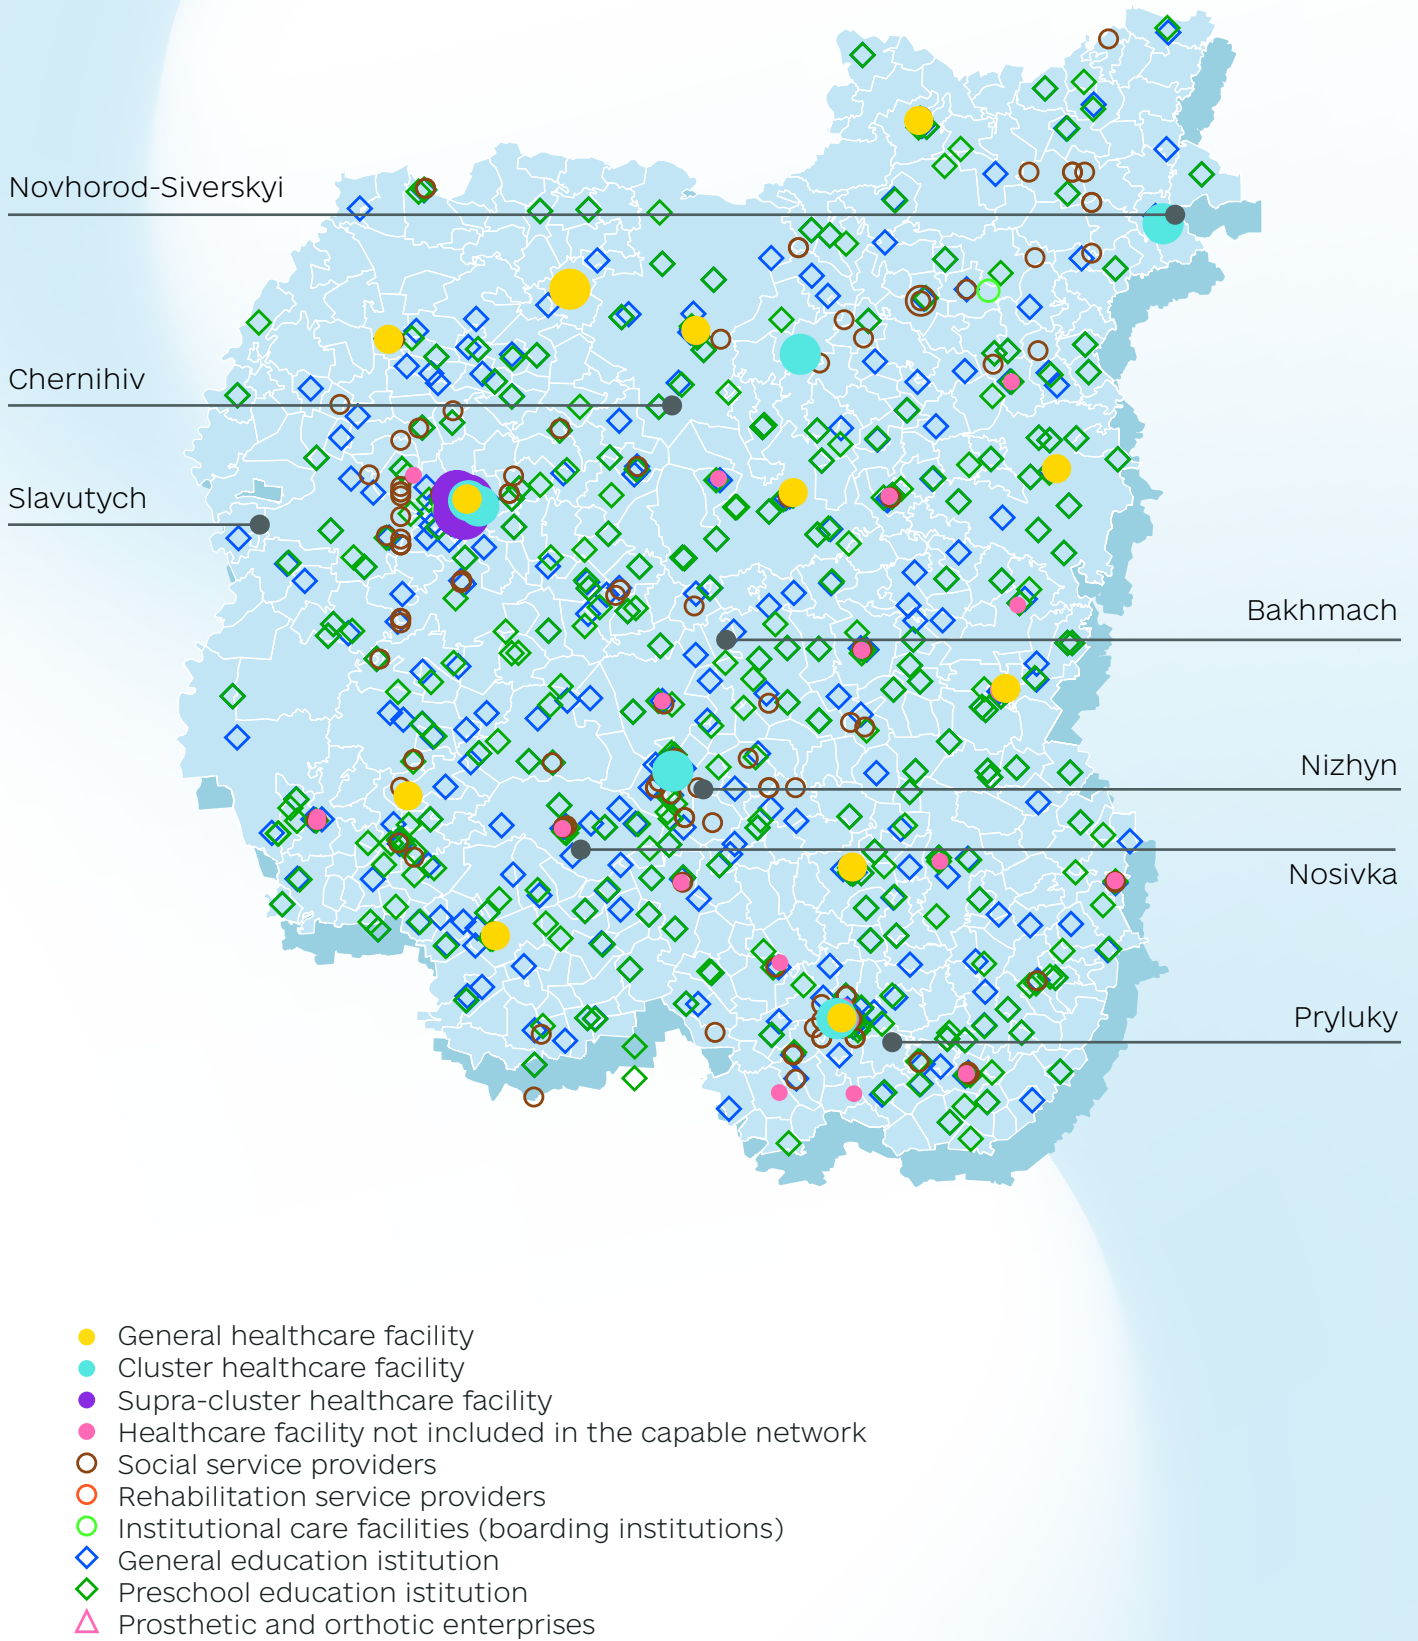 Novhorod-Siverskyi
Chernihiv
Slavutych
Bakhmach
Nizhyn
Nosivka
Pryluky
General healthcare facility
Cluster healthcare facility
Supra-cluster healthcare facility
Healthcare facility not included in the capable network
Social service providers
Rehabilitation service providers
Institutional care facilities (boarding institutions)
General education istitution
Preschool education istitution
Prosthetic and orthotic enterprises